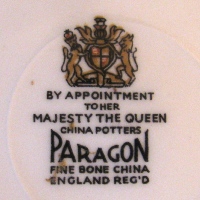 BY APPOINTMENT
TO HER
MAJESTY THE QUEEN
CHINA POTTERS
PARAGON
FINE BONE CHINA
ENGLAND REG'D